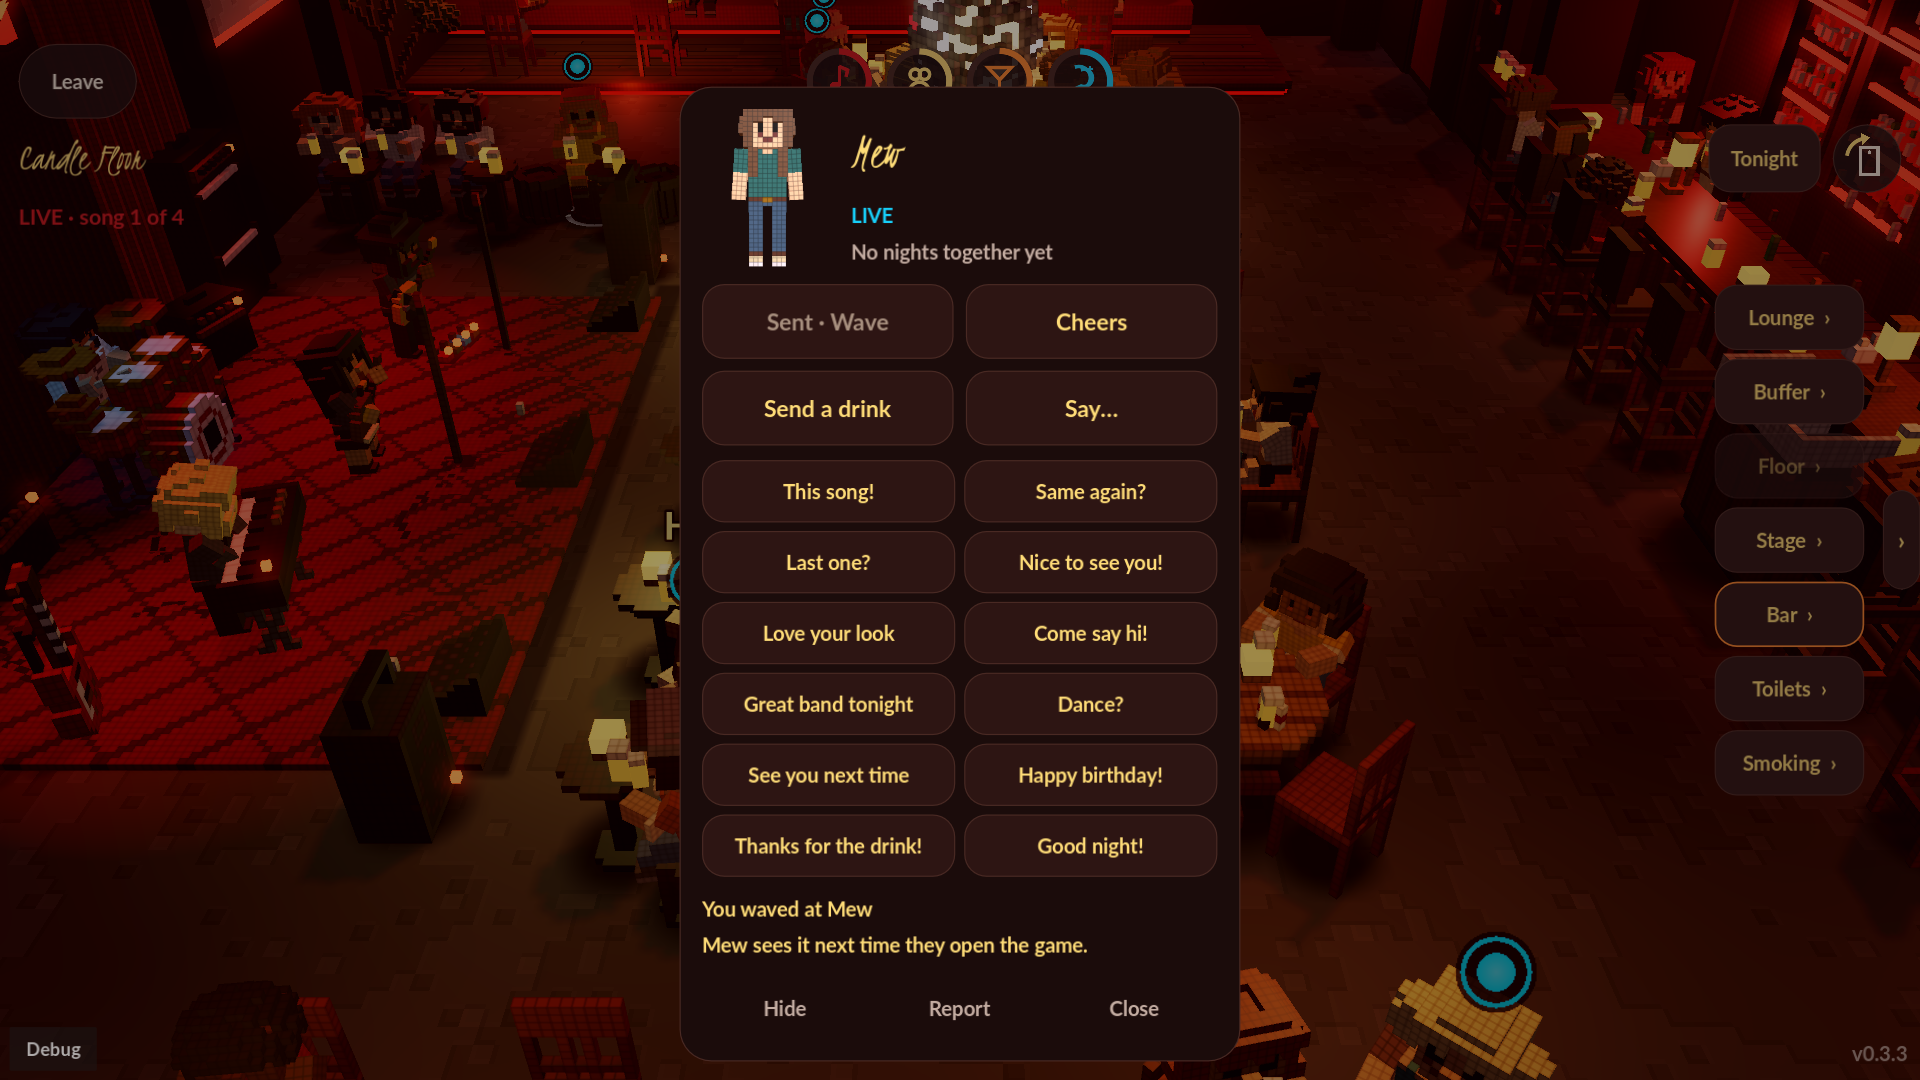 Leave
Candle Floor
LIVE · song 1 of 4
Mew
LIVE
No nights together yet
Sent · Wave
Cheers
Send a drink
Say...
This song!
Same again?
Last one?
Nice to see you!
Love your look
Come say hi!
Great band tonight
Dance?
See you next time
Happy birthday!
Thanks for the drink!
Good night!
You waved at Mew
Mew sees it next time they open the game.
Hide
Report
Close
Tonight
Lounge ›
Buffer ›
Floor ›
Stage ›
Bar ›
Toilets ›
Smoking ›
›
Debug
v0.3.3